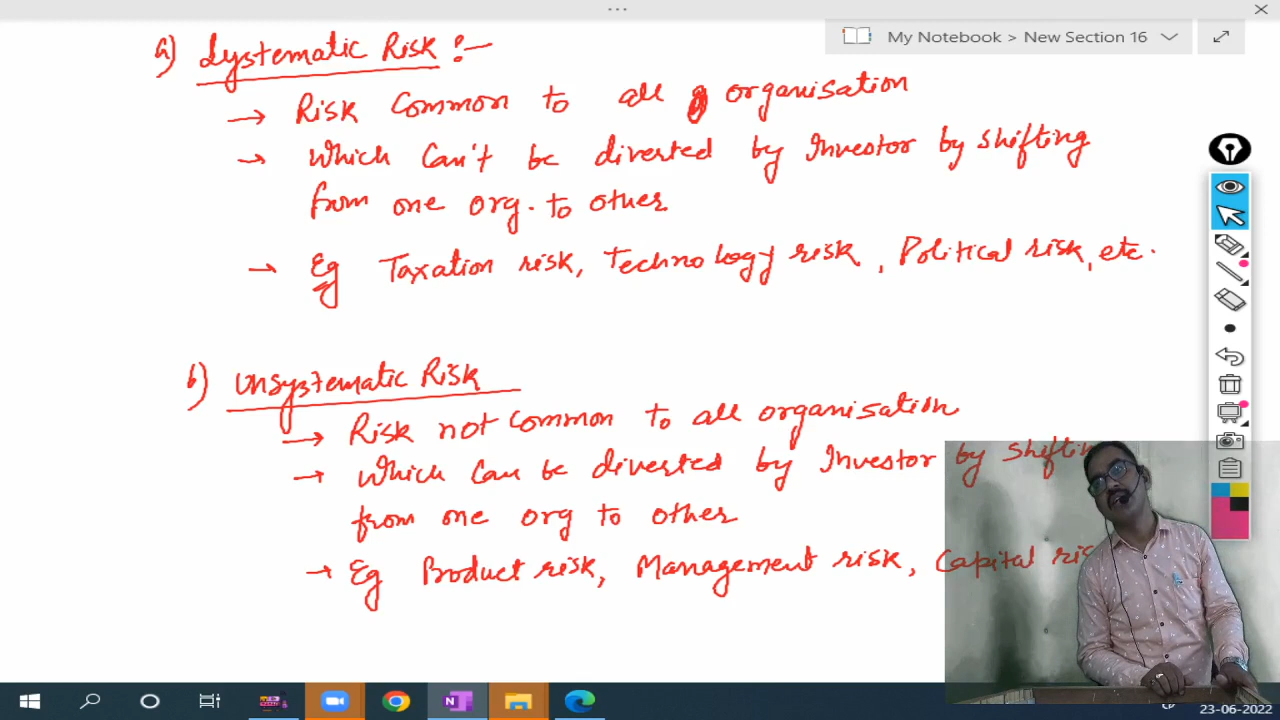 My Notebook > New Section 16
a) Systematic Risk :-
→ Risk Common to all organisation
→ Which Can't be diverted by Investor by Shifting
from one org. to other
→ Eg Taxation risk, Technology risk, Political risk, etc.
b) Unsystematic Risk
→ Risk not Common to all organisation
→ Which Can be diverted by Investor by Shiftin
from one org to other
→ Eg Product risk, Management risk, Capital ris
23-06-2022